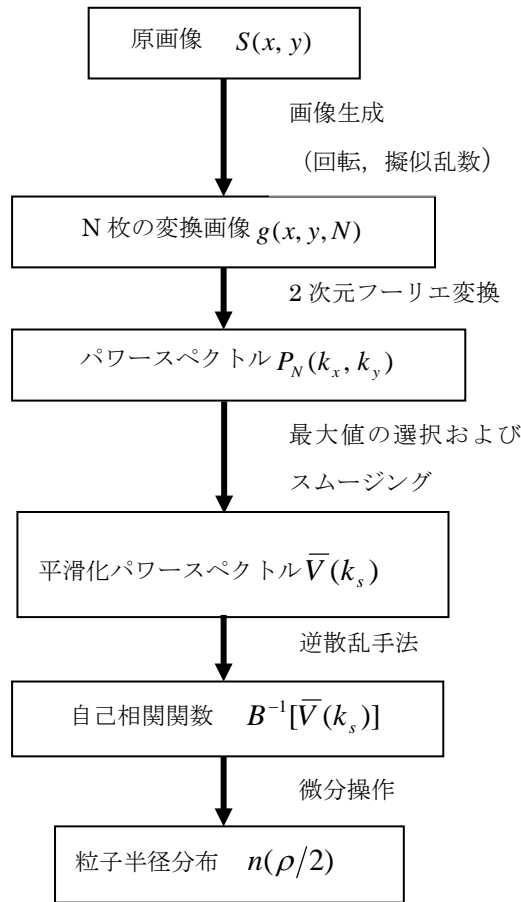 原画像 S(x, y)
画像生成
（回転，擬似乱数）
N 枚の変換画像 g(x, y, N)
2 次元フーリエ変換
パワースペクトル P_N(k_x, k_y)
最大値の選択および
スムージング
平滑化パワースペクトル V̅(k_s)
逆散乱手法
自己相関関数 B⁻¹[V̅(k_s)]
微分操作
粒子半径分布 n(ρ/2)